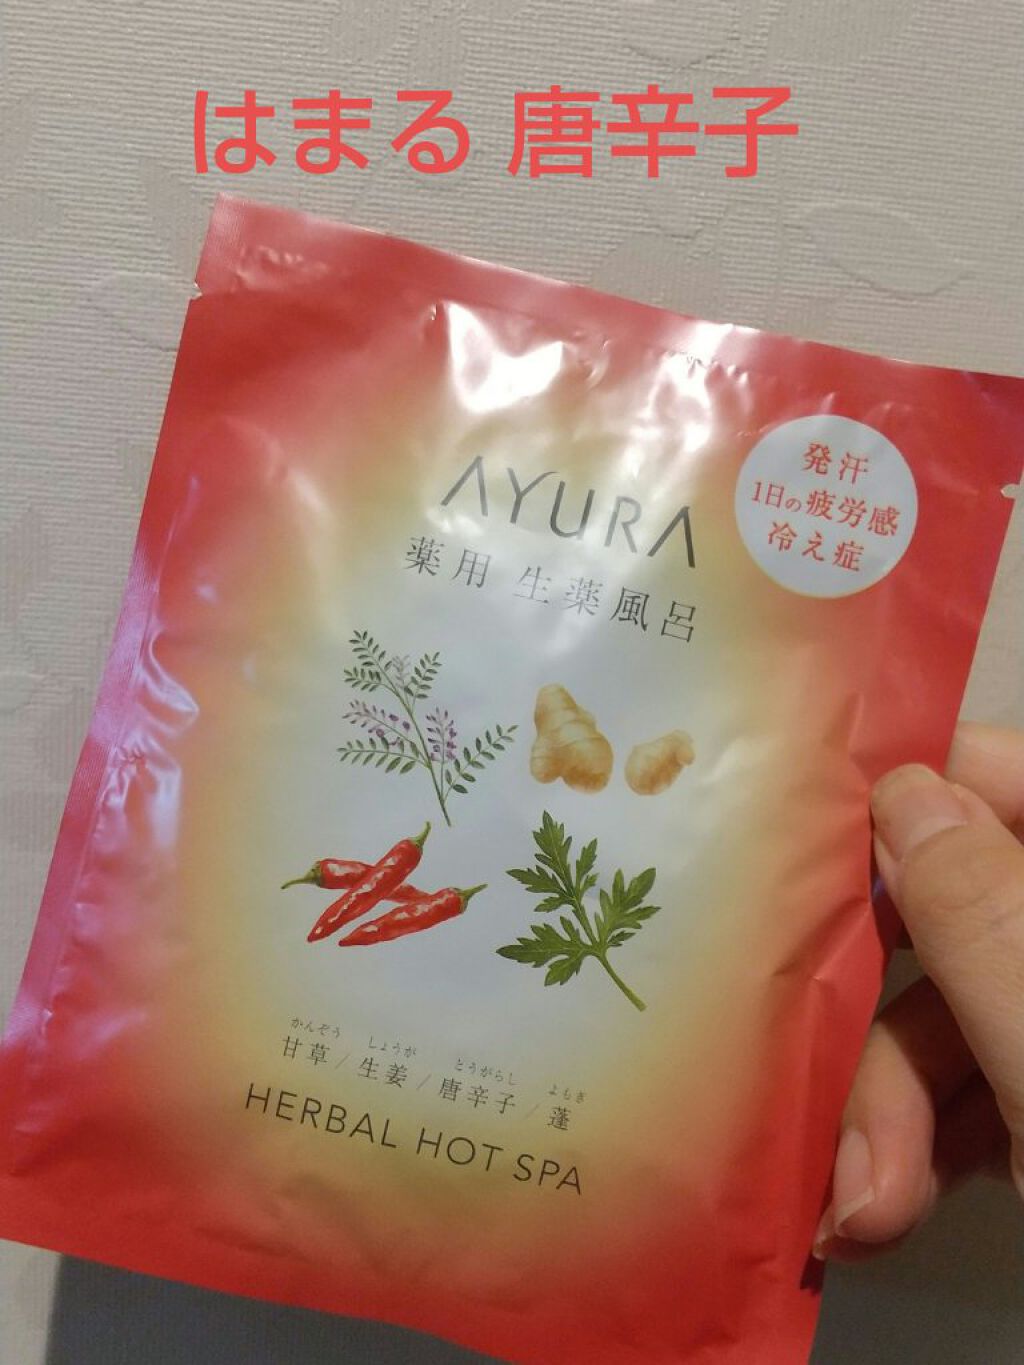 はまる 唐辛子
AYURA
薬用 生薬風呂
発汗
1日の疲労感
冷え症
かんぞう しょうが とうがらし よもぎ
甘草/生姜/唐辛子/蓬
HERBAL HOT SPA